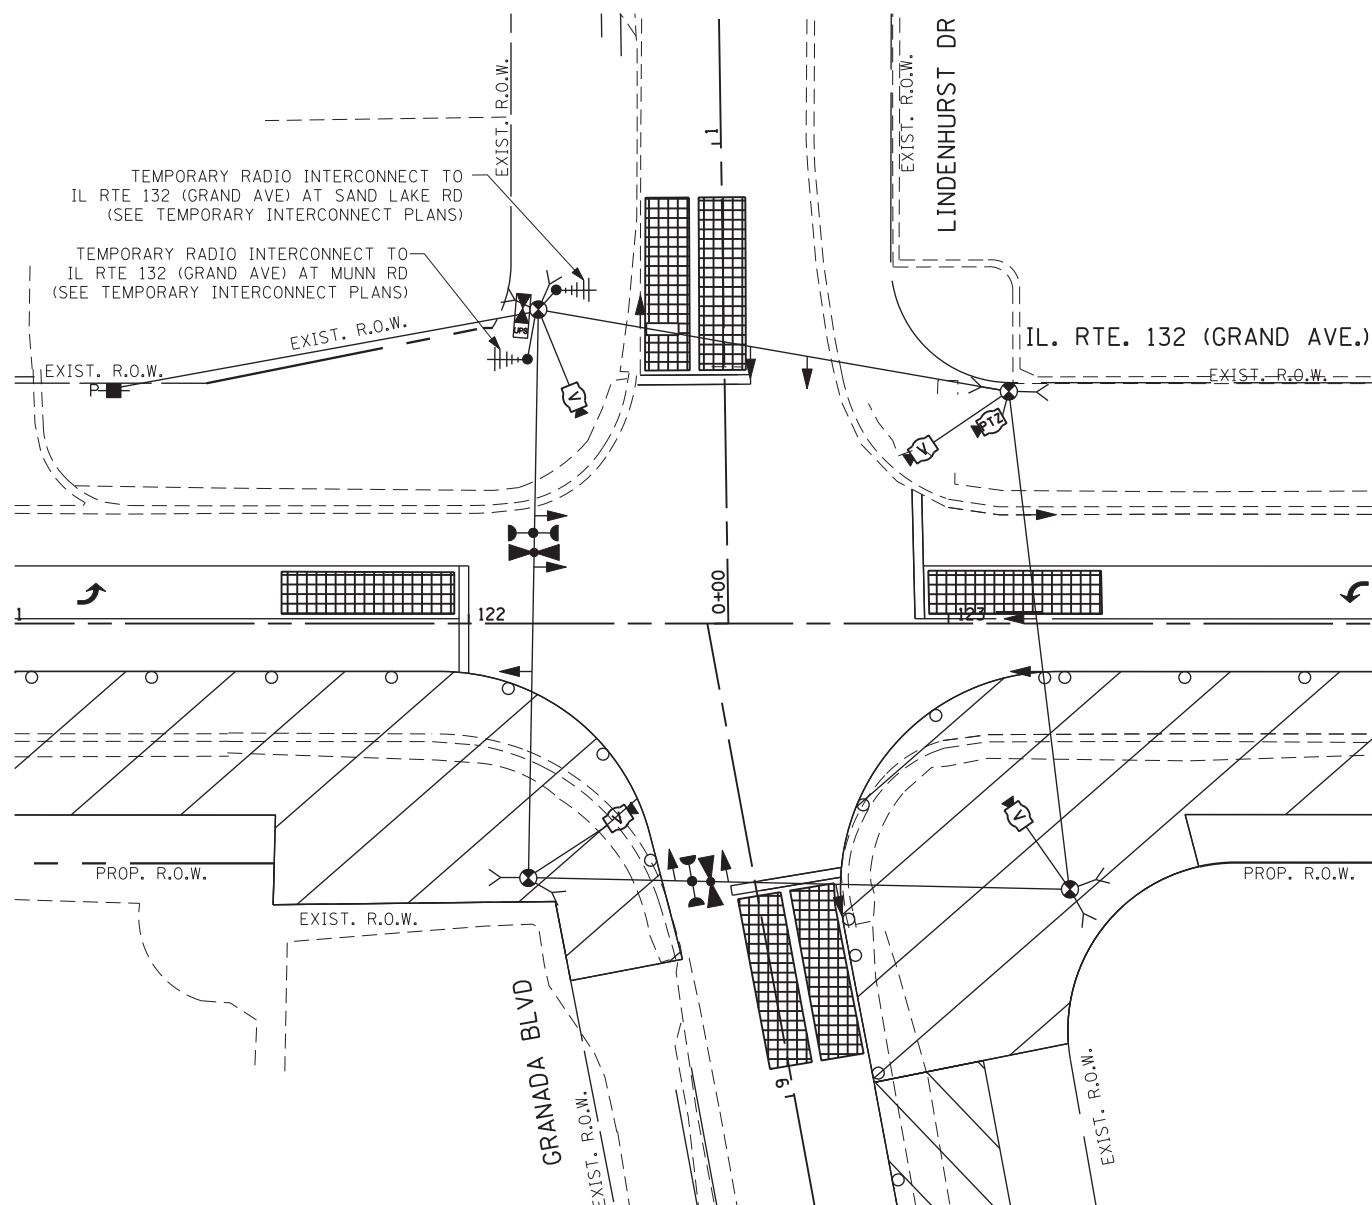 LINDENHURST DR
EXIST. R.O.W.
EXIST. R.O.W.
1
TEMPORARY RADIO INTERCONNECT TO
IL RTE 132 (GRAND AVE) AT SAND LAKE RD
(SEE TEMPORARY INTERCONNECT PLANS)
TEMPORARY RADIO INTERCONNECT TO
IL RTE 132 (GRAND AVE) AT MUNN RD
(SEE TEMPORARY INTERCONNECT PLANS)
UPS
EXIST. R.O.W.
IL. RTE. 132 (GRAND AVE.)
EXIST. R.O.W.
EXIST. R.O.W.
P
V
PTZ
V
0+00
1
122
123
V
V
PROP. R.O.W.
PROP. R.O.W.
EXIST. R.O.W.
GRANADA BLVD
EXIST. R.O.W.
9
EXIST. R.O.W.